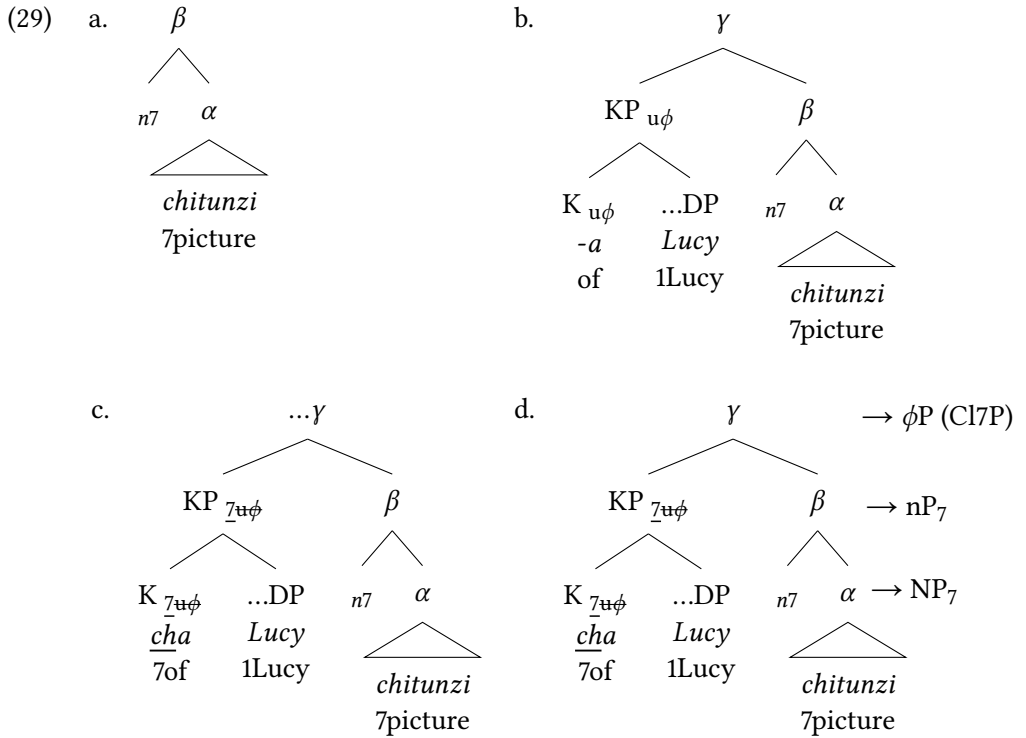 (29) a. β b. γ
n7 α KP uϕ β
chitunzi K uϕ …DP n7 α
7picture -a Lucy
of 1Lucy chitunzi
7picture
c. …γ d. γ → ϕP (Cl7P)
KP 7uϕ β KP 7uϕ β → nP7
K 7uϕ …DP n7 α K 7uϕ …DP n7 α → NP7
cha Lucy cha Lucy
7of 1Lucy chitunzi 7of 1Lucy chitunzi
7picture 7picture